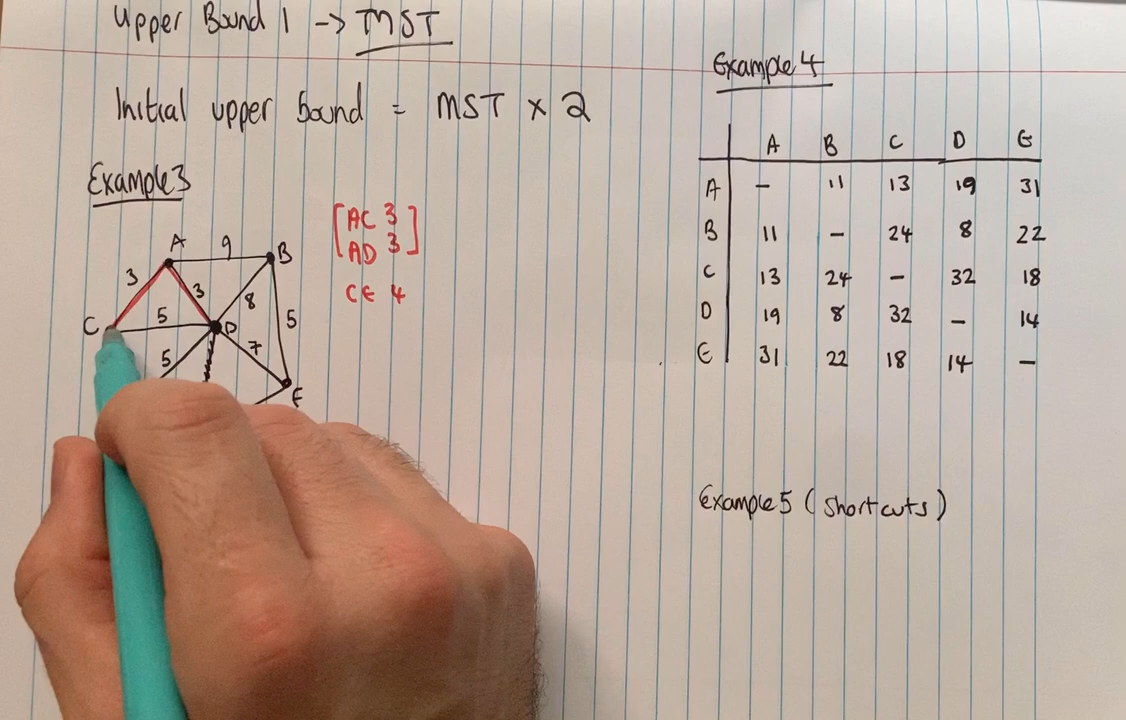 Upper Bound 1 -> MST
Initial upper bound = MST x 2
Example 3
A 9 B
3 3 8
C 5 D 5
5 7
E
[AC 3
AD 3]
CE 4
Example 4
A B C D E
A - 11 13 19 31
B 11 - 24 8 22
C 13 24 - 32 18
D 19 8 32 - 14
E 31 22 18 14 -
Example 5 (shortcuts)